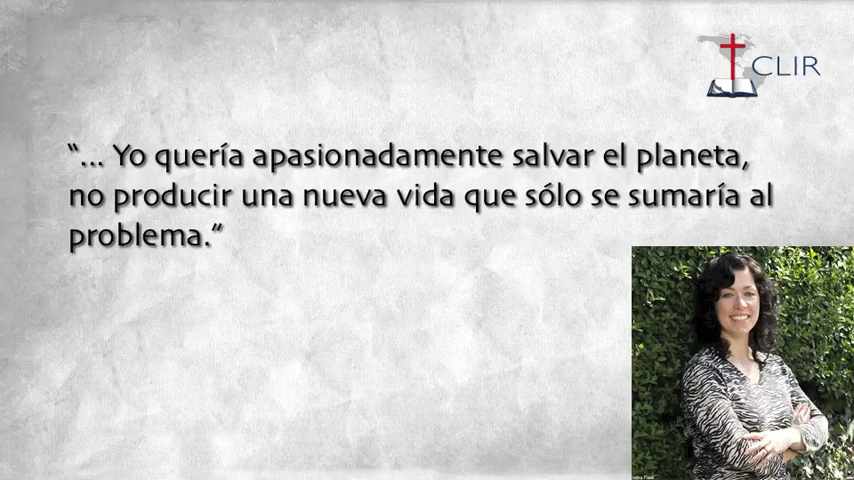 CLIR
"... Yo quería apasionadamente salvar el planeta,
no producir una nueva vida que sólo se sumaría al
problema."